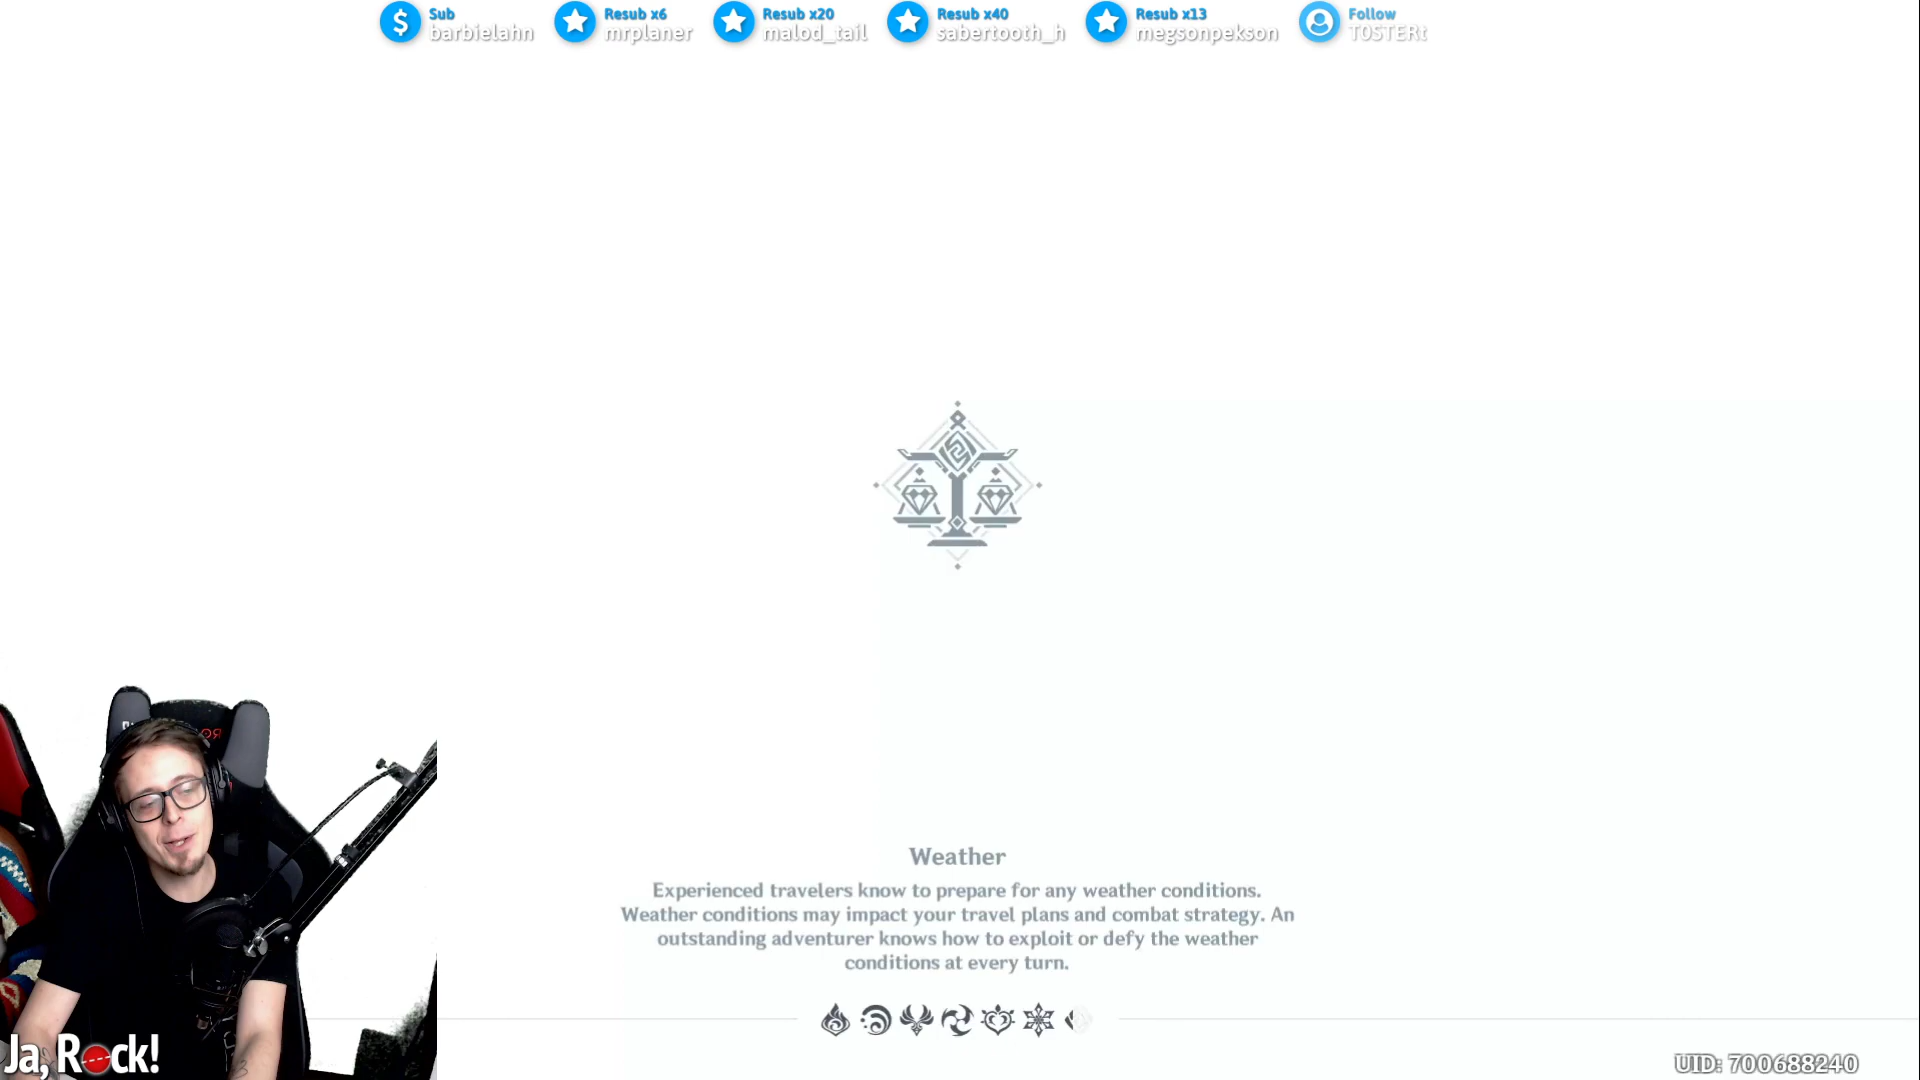 Sub
barbielahn
Resub x6
mrplaner
Resub x20
malod_tail
Resub x40
sabertooth_h
Resub x13
megsonpekson
Follow
T0STERt
Weather
Experienced travelers know to prepare for any weather conditions.
Weather conditions may impact your travel plans and combat strategy. An
outstanding adventurer knows how to exploit or defy the weather
conditions at every turn.
Ja, Rock!
UID: 700688240